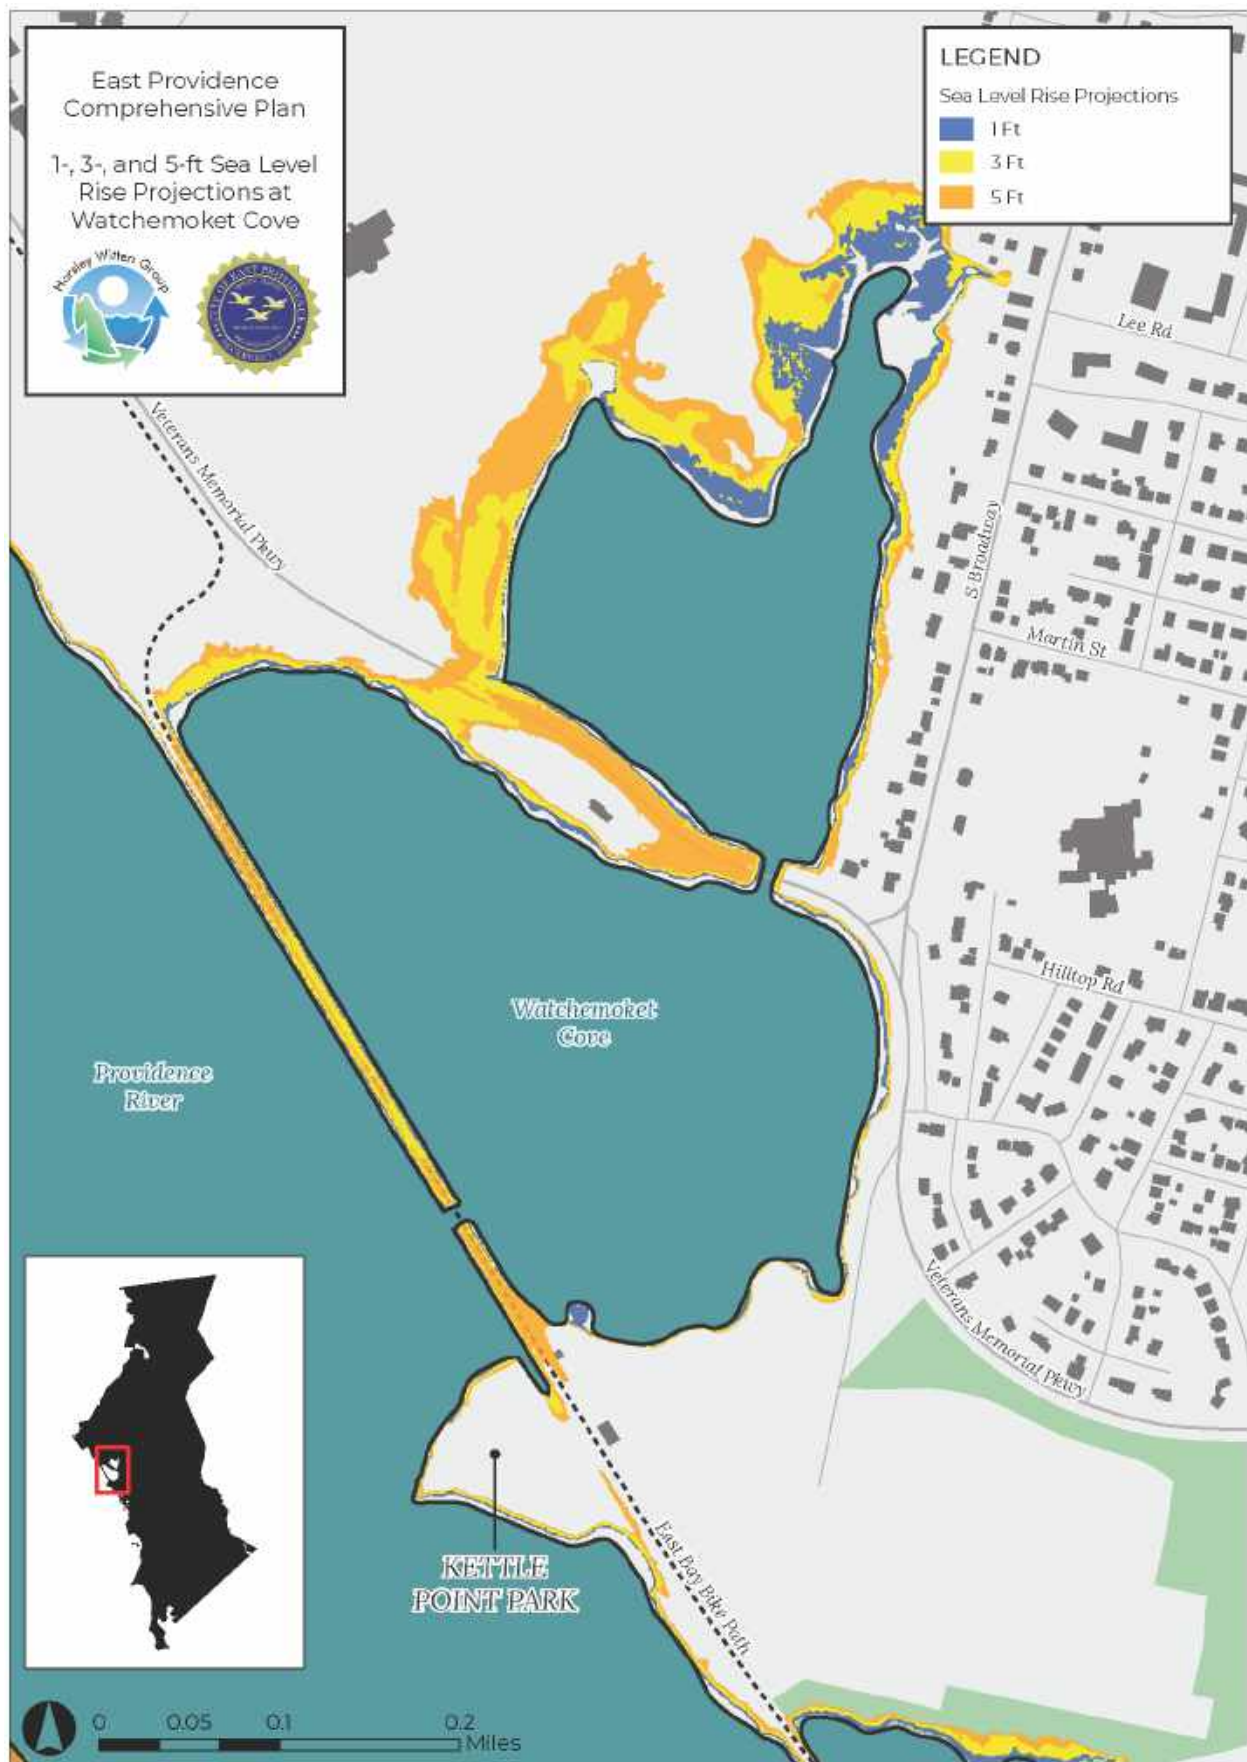 East Providence
Comprehensive Plan
1-, 3-, and 5-ft Sea Level
Rise Projections at
Watchemoket Cove
Horsley Witten Group
LEGEND
Sea Level Rise Projections
1 Ft
3 Ft
5 Ft
Lee Rd
Veterans Memorial Pkwy
S Broadway
Martin St
Hilltop Rd
Watchemoket
Cove
Providence
River
Veterans Memorial Pkwy
KETTLE
POINT PARK
East Bay Bike Path
0 0.05 0.1 0.2
Miles